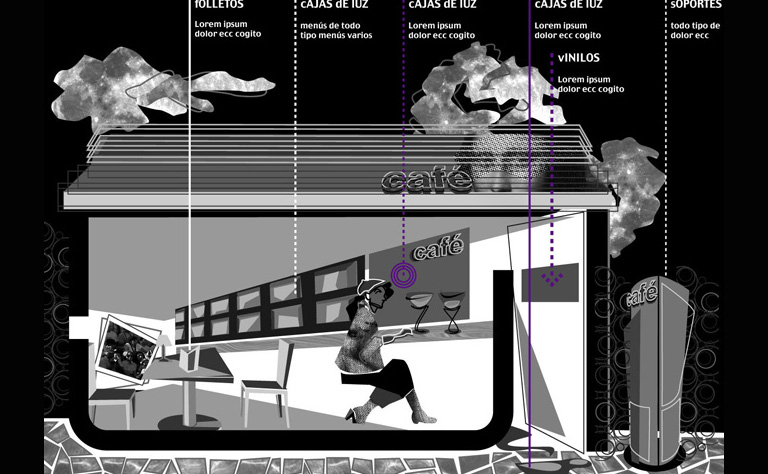 fOLLETOS
Lorem ipsum
dolor ecc cogito
cAJAS dE lUZ
menús de todo
tipo menús varios
cAJAS dE lUZ
Lorem ipsum
dolor ecc cogito
cAJAS dE lUZ
Lorem ipsum
dolor ecc cogito
vINILOS
Lorem ipsum
dolor ecc cogito
sOPORTES
todo tipo de
dolor ecc
café
café
café